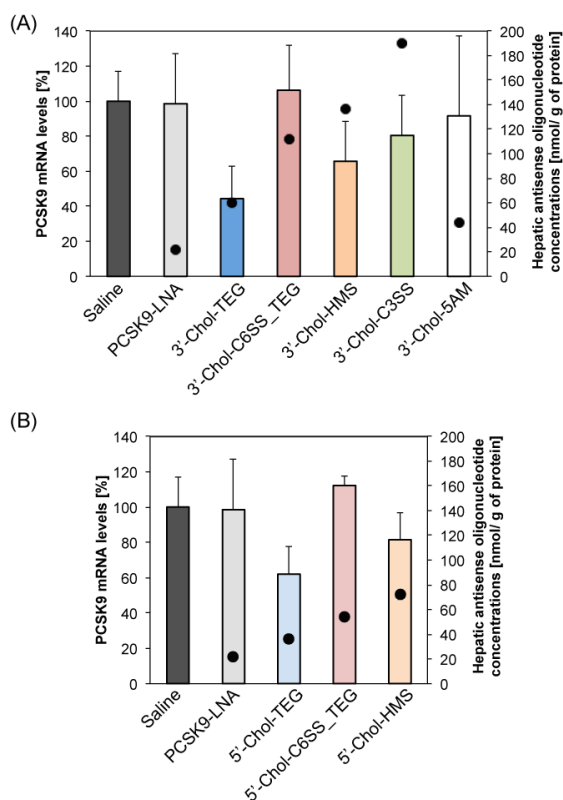 (A)
PCSK9 mRNA levels [%]
140
120
100
80
60
40
20
0
200
180
160
140
120
100
80
60
40
20
0
Hepatic antisense oligonucleotide
concentrations [nmol/ g of protein]
Saline
PCSK9-LNA
3'-Chol-TEG
3'-Chol-C6SS_TEG
3'-Chol-HMS
3'-Chol-C3SS
3'-Chol-5AM
(B)
PCSK9 mRNA levels [%]
140
120
100
80
60
40
20
0
200
180
160
140
120
100
80
60
40
20
0
Hepatic antisense oligonucleotide
concentrations [nmol/ g of protein]
Saline
PCSK9-LNA
5'-Chol-TEG
5'-Chol-C6SS_TEG
5'-Chol-HMS